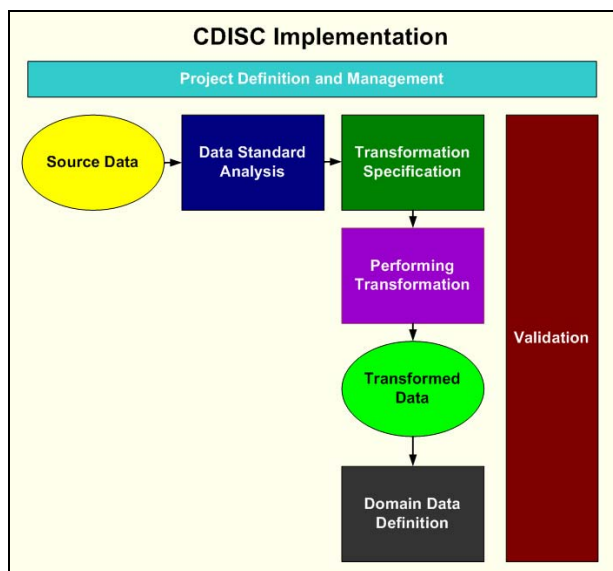 CDISC Implementation
Project Definition and Management
Source Data
Data Standard
Analysis
Transformation
Specification
Performing
Transformation
Validation
Transformed
Data
Domain Data
Definition